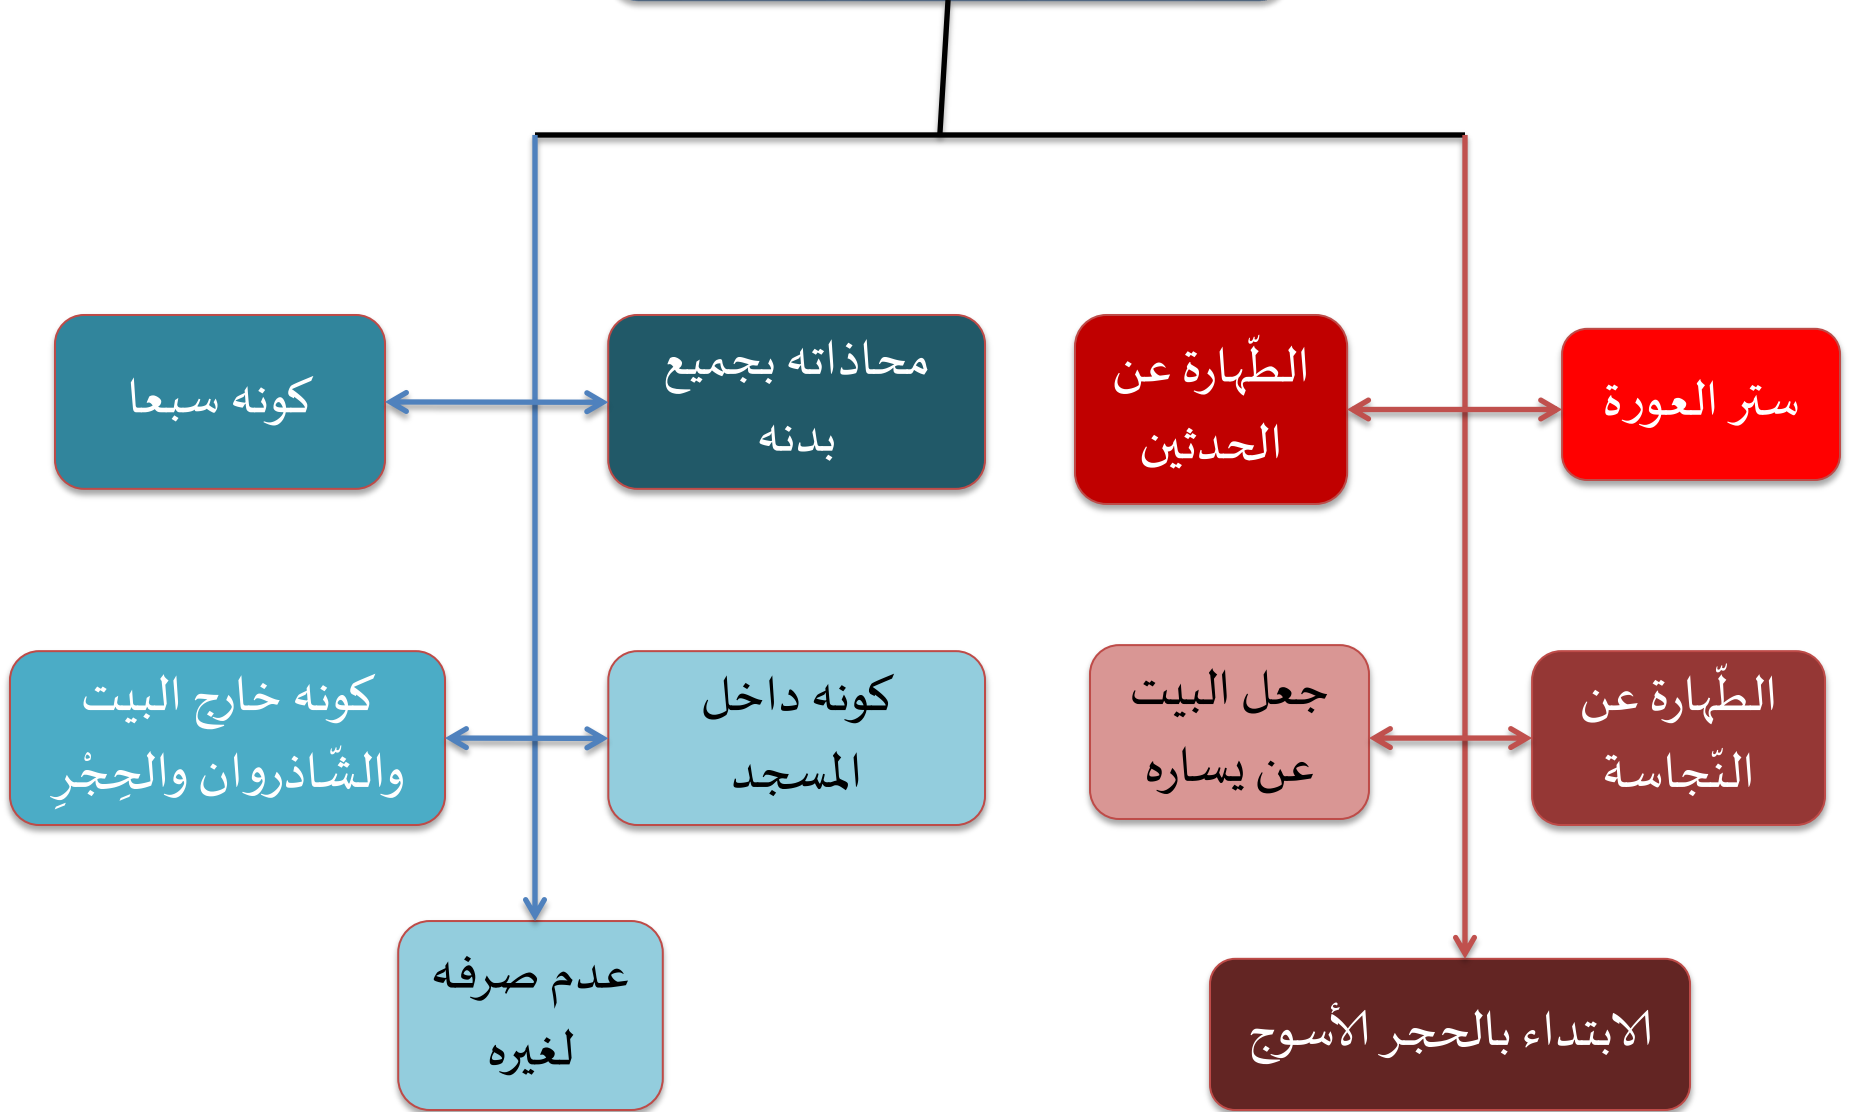 ستر العورة
الطّهارة عن
الحدثين
محاذاته بجميع
بدنه
كونه سبعا
الطّهارة عن
النّجاسة
جعل البيت
عن يساره
كونه داخل
المسجد
كونه خارج البيت
والشّاذروان والحِجْرِ
الابتداء بالحجر الأسوج
عدم صرفه
لغيره